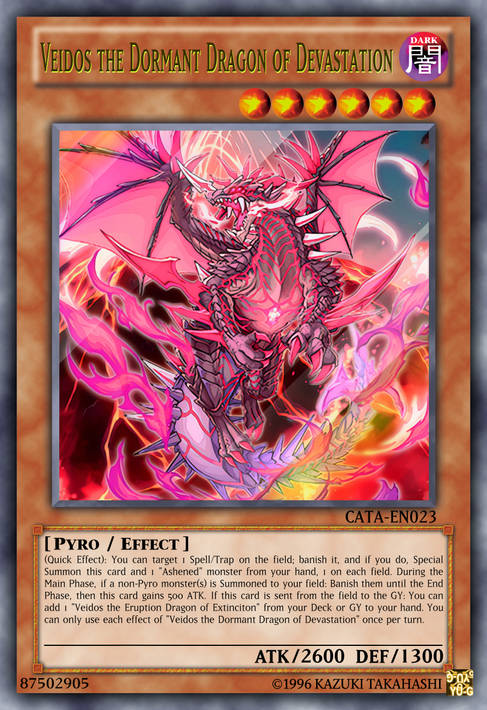 VEIDOS THE DORMANT DRAGON OF DEVASTATION
DARK
闇
CATA-EN023
[ PYRO / EFFECT ]
(Quick Effect): You can target 1 Spell/Trap on the field; banish it, and if you do, Special
Summon this card and 1 "Ashened" monster from your hand, 1 on each field. During the
Main Phase, if a non-Pyro monster(s) is Summoned to your field: Banish them until the End
Phase, then this card gains 500 ATK. If this card is sent from the field to the GY: You can
add 1 "Veidos the Eruption Dragon of Extinciton" from your Deck or GY to your hand. You
can only use each effect of "Veidos the Dormant Dragon of Devastation" once per turn.
ATK/2600 DEF/1300
87502905
©1996 KAZUKI TAKAHASHI